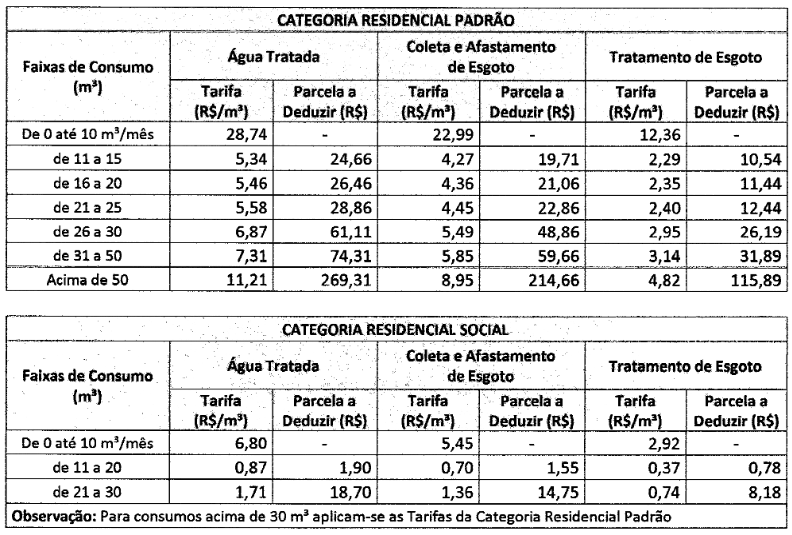 CATEGORIA RESIDENCIAL PADRÃO
Faixas de Consumo (m³) Água Tratada Coleta e Afastamento de Esgoto Tratamento de Esgoto
Tarifa (R$/m³) Parcela a Deduzir (R$) Tarifa (R$/m³) Parcela a Deduzir (R$) Tarifa (R$/m³) Parcela a Deduzir (R$)
De 0 até 10 m³/mês 28,74 - 22,99 - 12,36
de 11 a 15 5,34 24,66 4,27 19,71 2,29 10,54
de 16 a 20 5,46 26,46 4,36 21,06 2,35 11,44
de 21 a 25 5,58 28,86 4,45 22,86 2,40 12,44
de 26 a 30 6,87 61,11 5,49 48,86 2,95 26,19
de 31 a 50 7,31 74,31 5,85 59,66 3,14 31,89
Acima de 50 11,21 269,31 8,95 214,66 4,82 115,89
CATEGORIA RESIDENCIAL SOCIAL
Faixas de Consumo (m³) Água Tratada Coleta e Afastamento de Esgoto Tratamento de Esgoto
Tarifa (R$/m³) Parcela a Deduzir (R$) Tarifa (R$/m³) Parcela a Deduzir (R$) Tarifa (R$/m³) Parcela a Deduzir (R$)
De 0 até 10 m³/mês 6,80 - 5,45 - 2,92
de 11 a 20 0,87 1,90 0,70 1,55 0,37 0,78
de 21 a 30 1,71 18,70 1,36 14,75 0,74 8,18
Observação: Para consumos acima de 30 m³ aplicam-se as Tarifas da Categoria Residencial Padrão